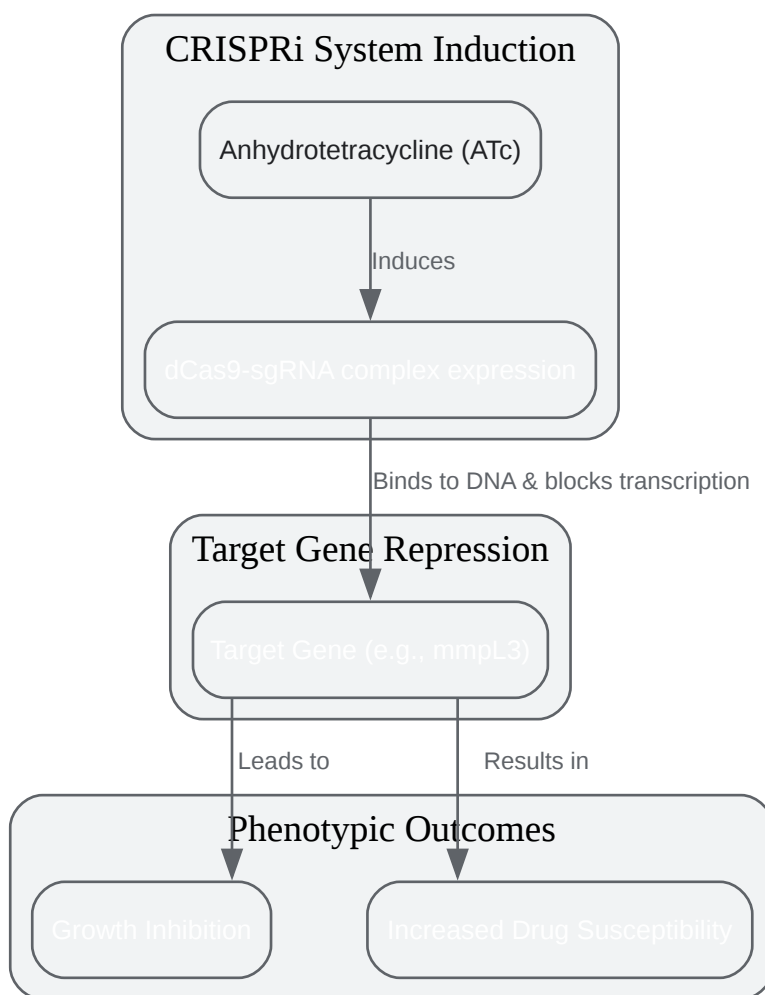 CRISPRi System Induction
Anhydrotetracycline (ATc)
Induces
dCas9-sgRNA complex expression
Binds to DNA & blocks transcription
Target Gene Repression
Target Gene (e.g., mmpL3)
Leads to
Results in
Phenotypic Outcomes
Growth Inhibition
Increased Drug Susceptibility